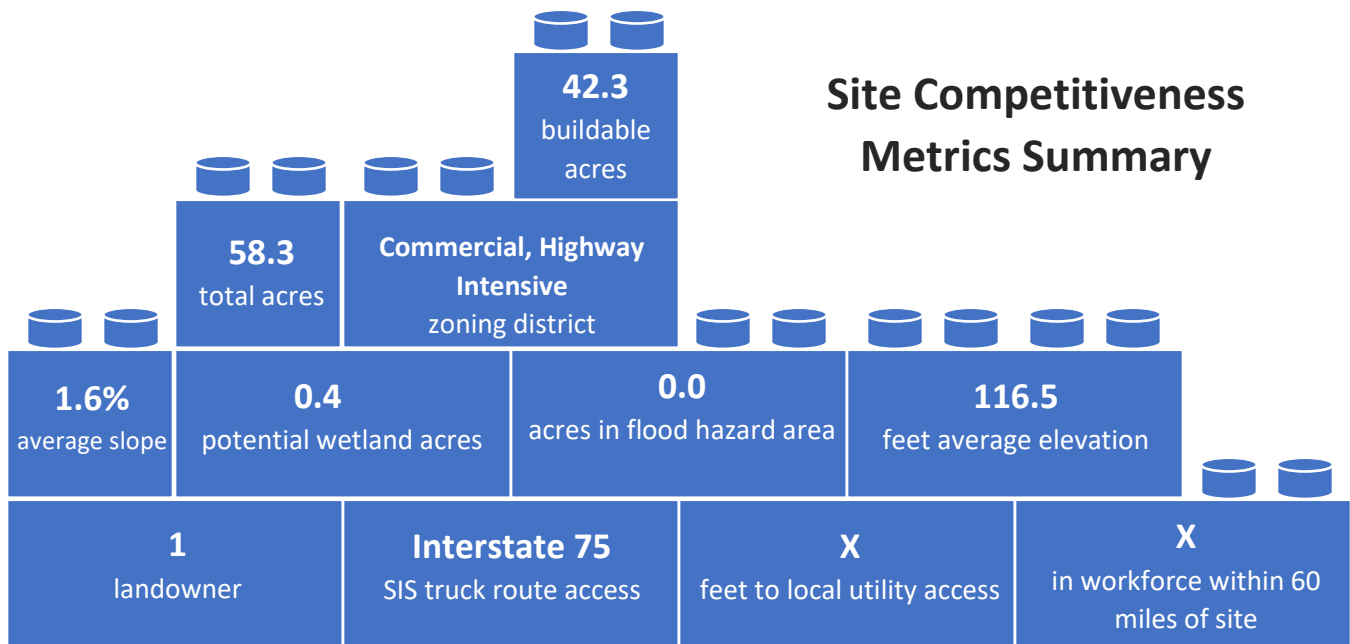 Site Competitiveness
Metrics Summary
42.3
buildable
acres
58.3
total acres
Commercial, Highway
Intensive
zoning district
1.6%
average slope
0.4
potential wetland acres
0.0
acres in flood hazard area
116.5
feet average elevation
1
landowner
Interstate 75
SIS truck route access
X
feet to local utility access
X
in workforce within 60
miles of site